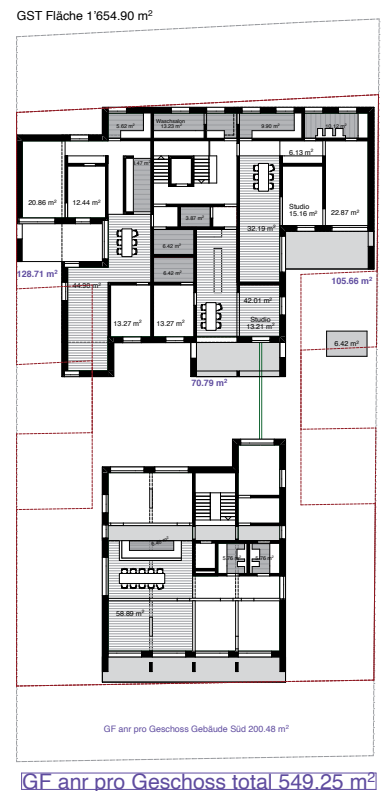 GST Fläche 1'654.90 m²
5.62 m²
Waschsalon
13.23 m²
9.90 m²
10.12 m²
6.13 m²
20.86 m²
12.44 m²
Studio
15.16 m²
22.87 m²
3.87 m²
32.19 m²
6.42 m²
6.42 m²
128.71 m²
105.66 m²
44.98 m²
42.01 m²
13.27 m²
13.27 m²
Studio
13.21 m²
6.42 m²
70.79 m²
58.89 m²
GF anr pro Geschoss Gebäude Süd 200.48 m²
GF anr pro Geschoss total 549.25 m²